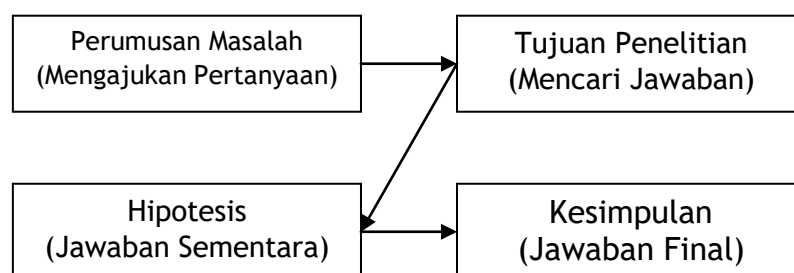 Perumusan Masalah
(Mengajukan Pertanyaan)
Tujuan Penelitian
(Mencari Jawaban)
Hipotesis
(Jawaban Sementara)
Kesimpulan
(Jawaban Final)